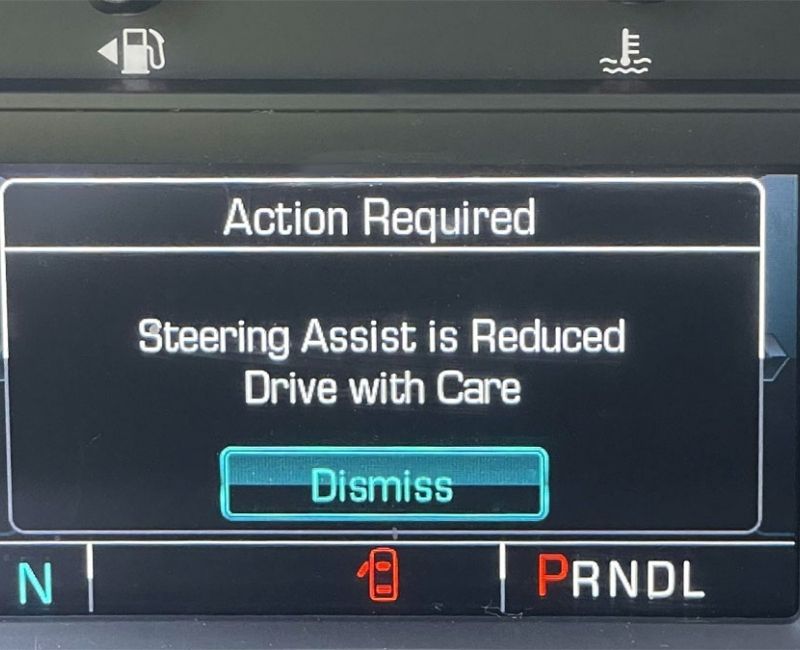 Action Required
Steering Assist is Reduced
Drive with Care
Dismiss
N
PRNDL